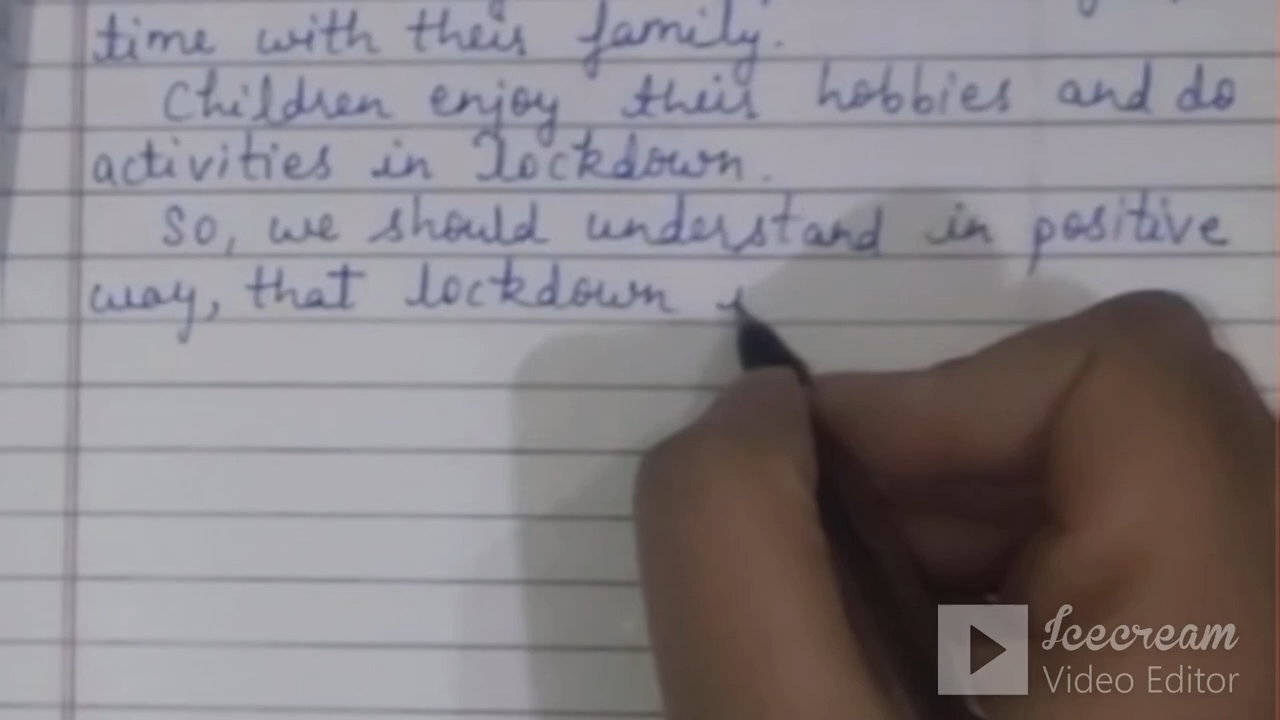 time with their family.
Children enjoy their hobbies and do
activities in lockdown.
So, we should understand in positive
way, that lockdown
Icecream
Video Editor